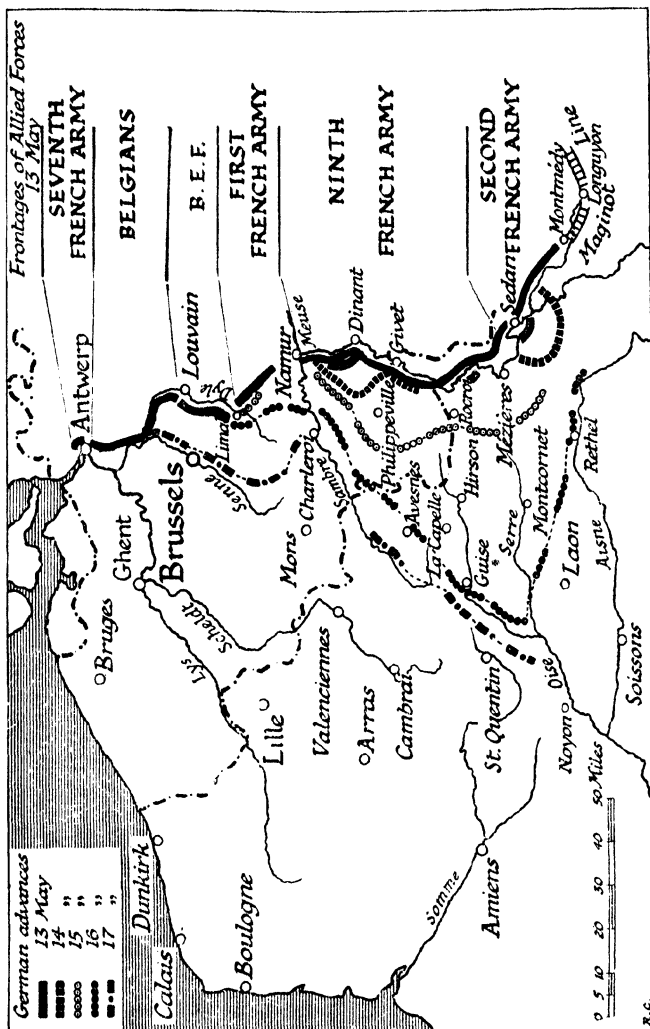 German advances
13 May
14 „
15 „
16 „
17 „
Frontages of Allied Forces
13 May
SEVENTH
FRENCH ARMY
BELGIANS
B.E.F.
FIRST
FRENCH ARMY
NINTH
FRENCH ARMY
SECOND
FRENCH ARMY
Antwerp
Bruges
Ghent
Dunkirk
Calais
Boulogne
Scheldt
Lys
Brussels
Senne
Louvain
Dyle
Limal
Lille
Mons
Charleroi
Sambre
Namur
Meuse
Dinant
Givet
Philippeville
Valenciennes
Arras
Cambrai
Avesnes
La Capelle
Hirson
Rocroi
Guise
Serre
Mézières
Sedan
Montmédy
Longuyon
Maginot Line
Montcornet
St. Quentin
Oise
Laon
Rethel
Aisne
Noyon
Soissons
Somme
Amiens
0 5 10 20 30 40 50 Miles